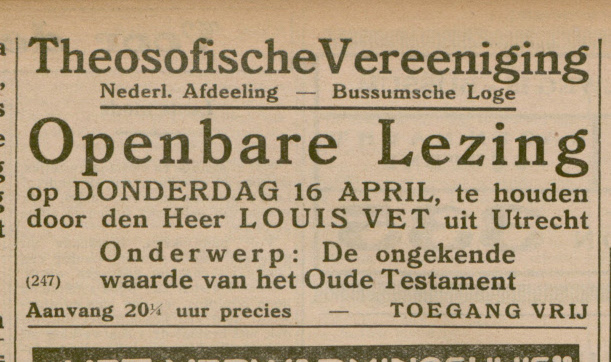 Theosofische Vereeniging
Nederl. Afdeeling — Bussumsche Loge
Openbare Lezing
op DONDERDAG 16 APRIL, te houden
door den Heer LOUIS VET uit Utrecht
Onderwerp: De ongekende
(247) waarde van het Oude Testament
Aanvang 20¼ uur precies — TOEGANG VRIJ